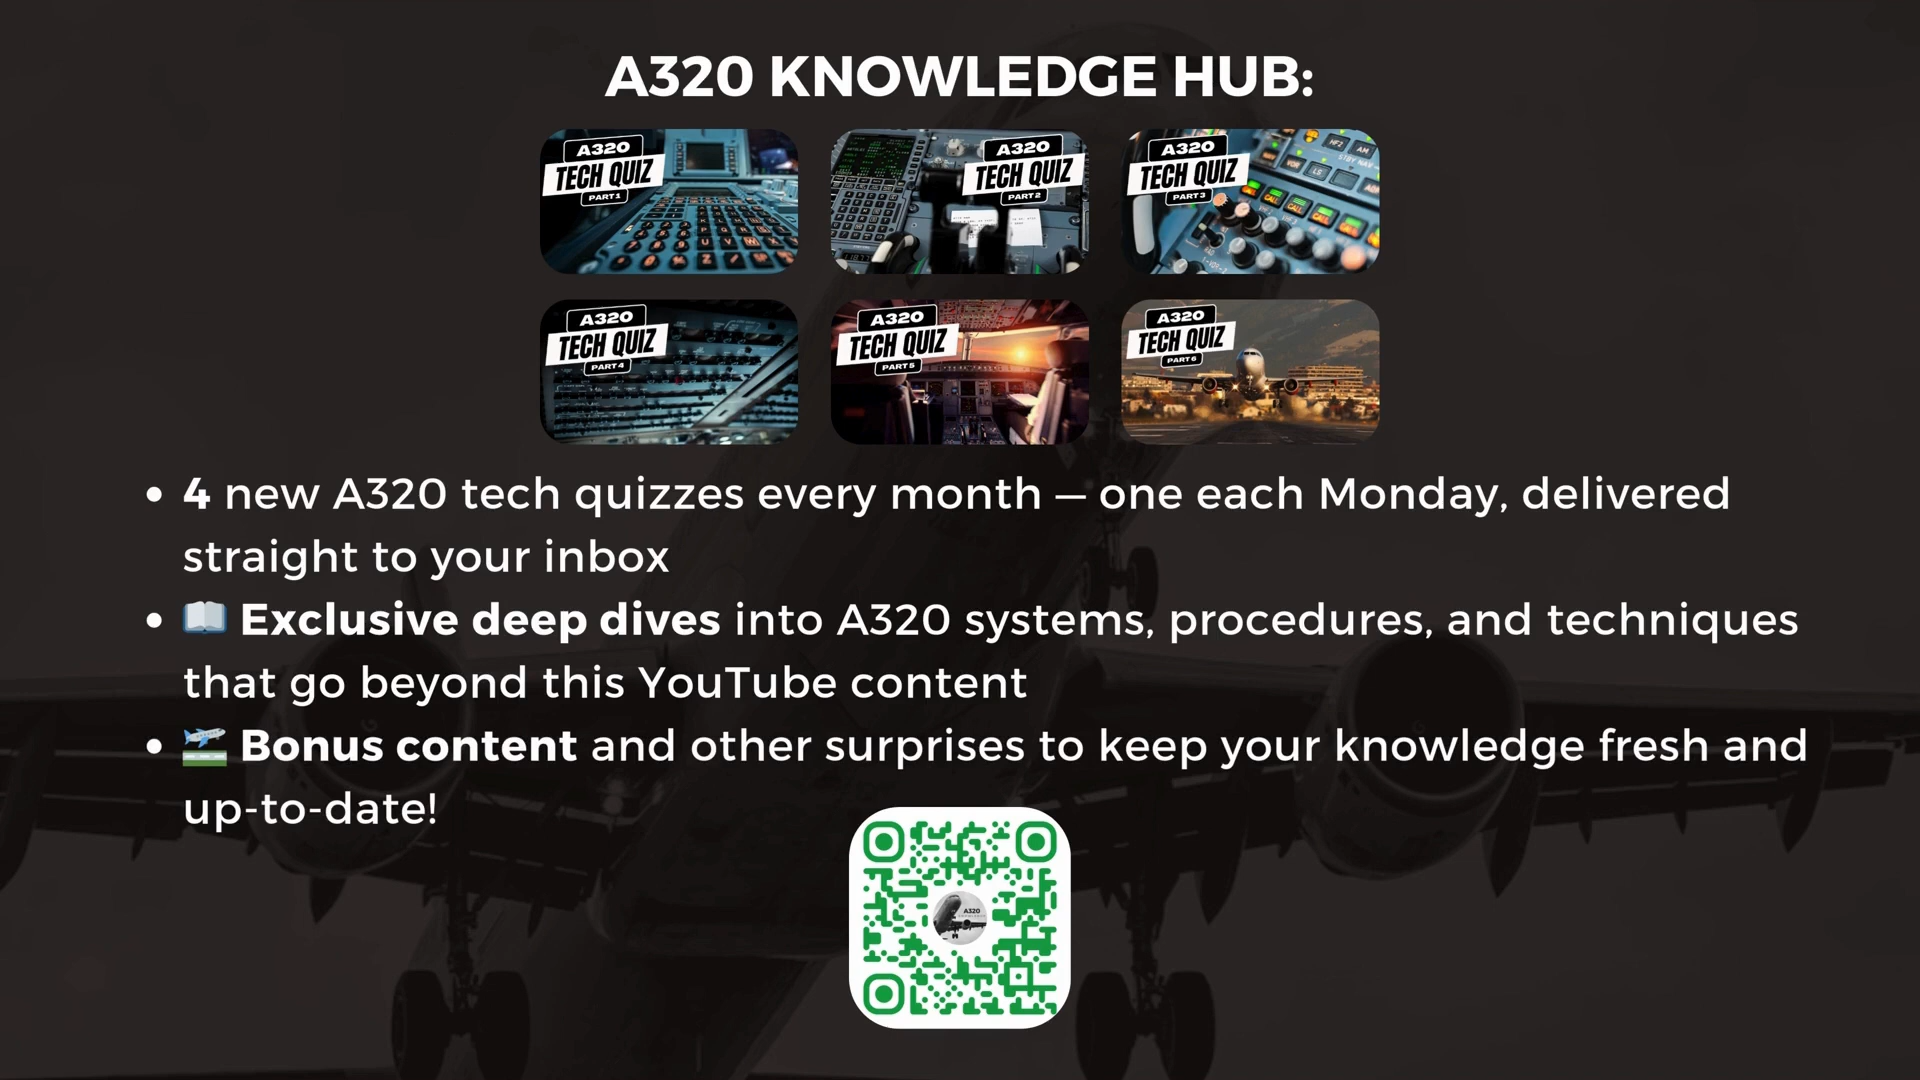 A320 KNOWLEDGE HUB:
A320
TECH QUIZ
PART 1
A320
TECH QUIZ
PART 2
A320
TECH QUIZ
PART 3
A320
TECH QUIZ
PART 4
A320
TECH QUIZ
PART 5
A320
TECH QUIZ
PART 6
• 4 new A320 tech quizzes every month — one each Monday, delivered
straight to your inbox
• 📖 Exclusive deep dives into A320 systems, procedures, and techniques
that go beyond this YouTube content
• 🛫 Bonus content and other surprises to keep your knowledge fresh and
up-to-date!
A320